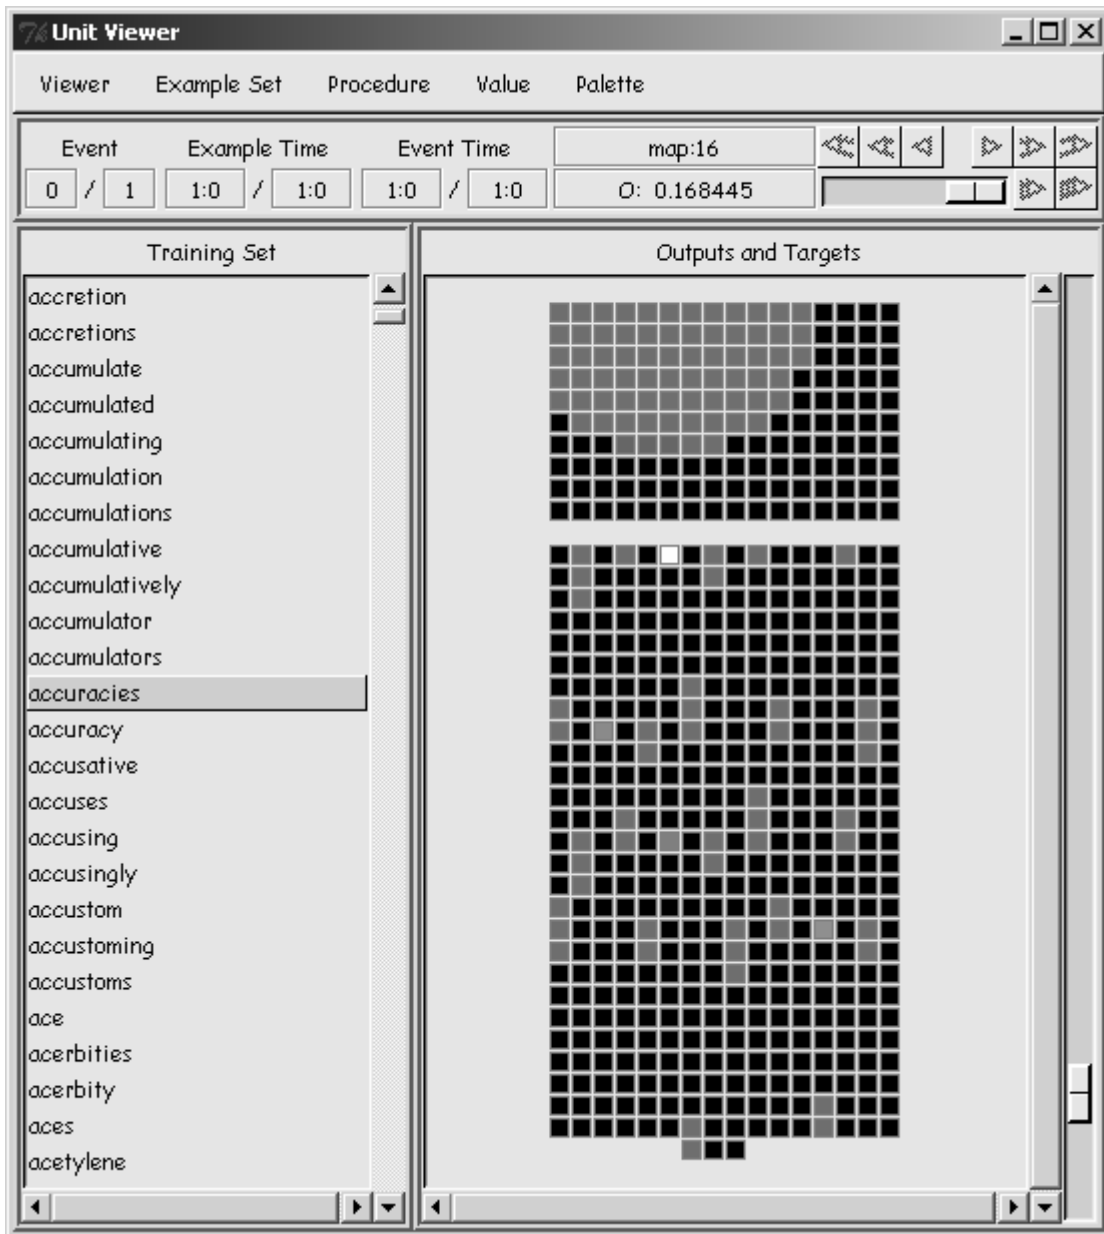 7k Unit Viewer
Viewer Example Set Procedure Value Palette
Event Example Time Event Time map:16
0 / 1 1:0 / 1:0 1:0 / 1:0 O: 0.168445
Training Set
Outputs and Targets
accretion
accretions
accumulate
accumulated
accumulating
accumulation
accumulations
accumulative
accumulatively
accumulator
accumulators
accuracies
accuracy
accusative
accuses
accusing
accusingly
accustom
accustoming
accustoms
ace
acerbities
acerbity
aces
acetylene